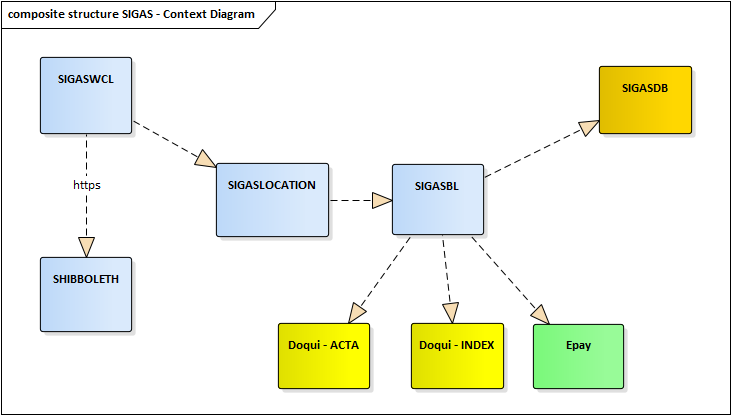 composite structure SIGAS - Context Diagram
SIGASWCL
SIGASDB
https
SIGASLOCATION
SIGASBL
SHIBBOLETH
Doqui - ACTA
Doqui - INDEX
Epay